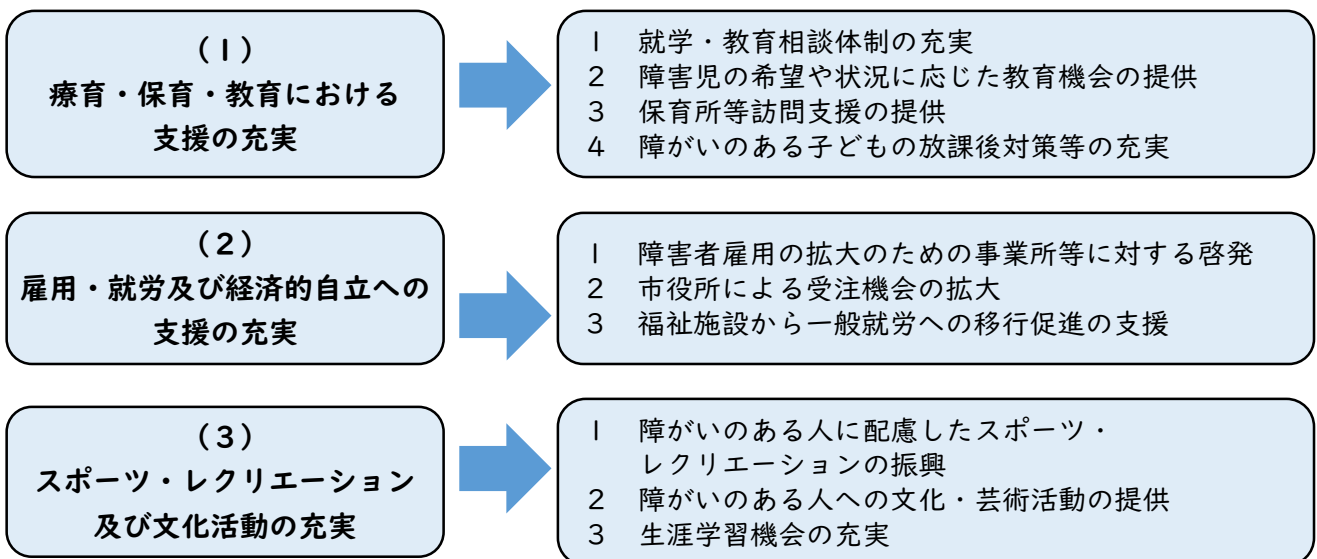 （１）
療育・保育・教育における
支援の充実
１　就学・教育相談体制の充実
２　障害児の希望や状況に応じた教育機会の提供
３　保育所等訪問支援の提供
４　障がいのある子どもの放課後対策等の充実
（２）
雇用・就労及び経済的自立への
支援の充実
１　障害者雇用の拡大のための事業所等に対する啓発
２　市役所による受注機会の拡大
３　福祉施設から一般就労への移行促進の支援
（３）
スポーツ・レクリエーション
及び文化活動の充実
１　障がいのある人に配慮したスポーツ・
レクリエーションの振興
２　障がいのある人への文化・芸術活動の提供
３　生涯学習機会の充実